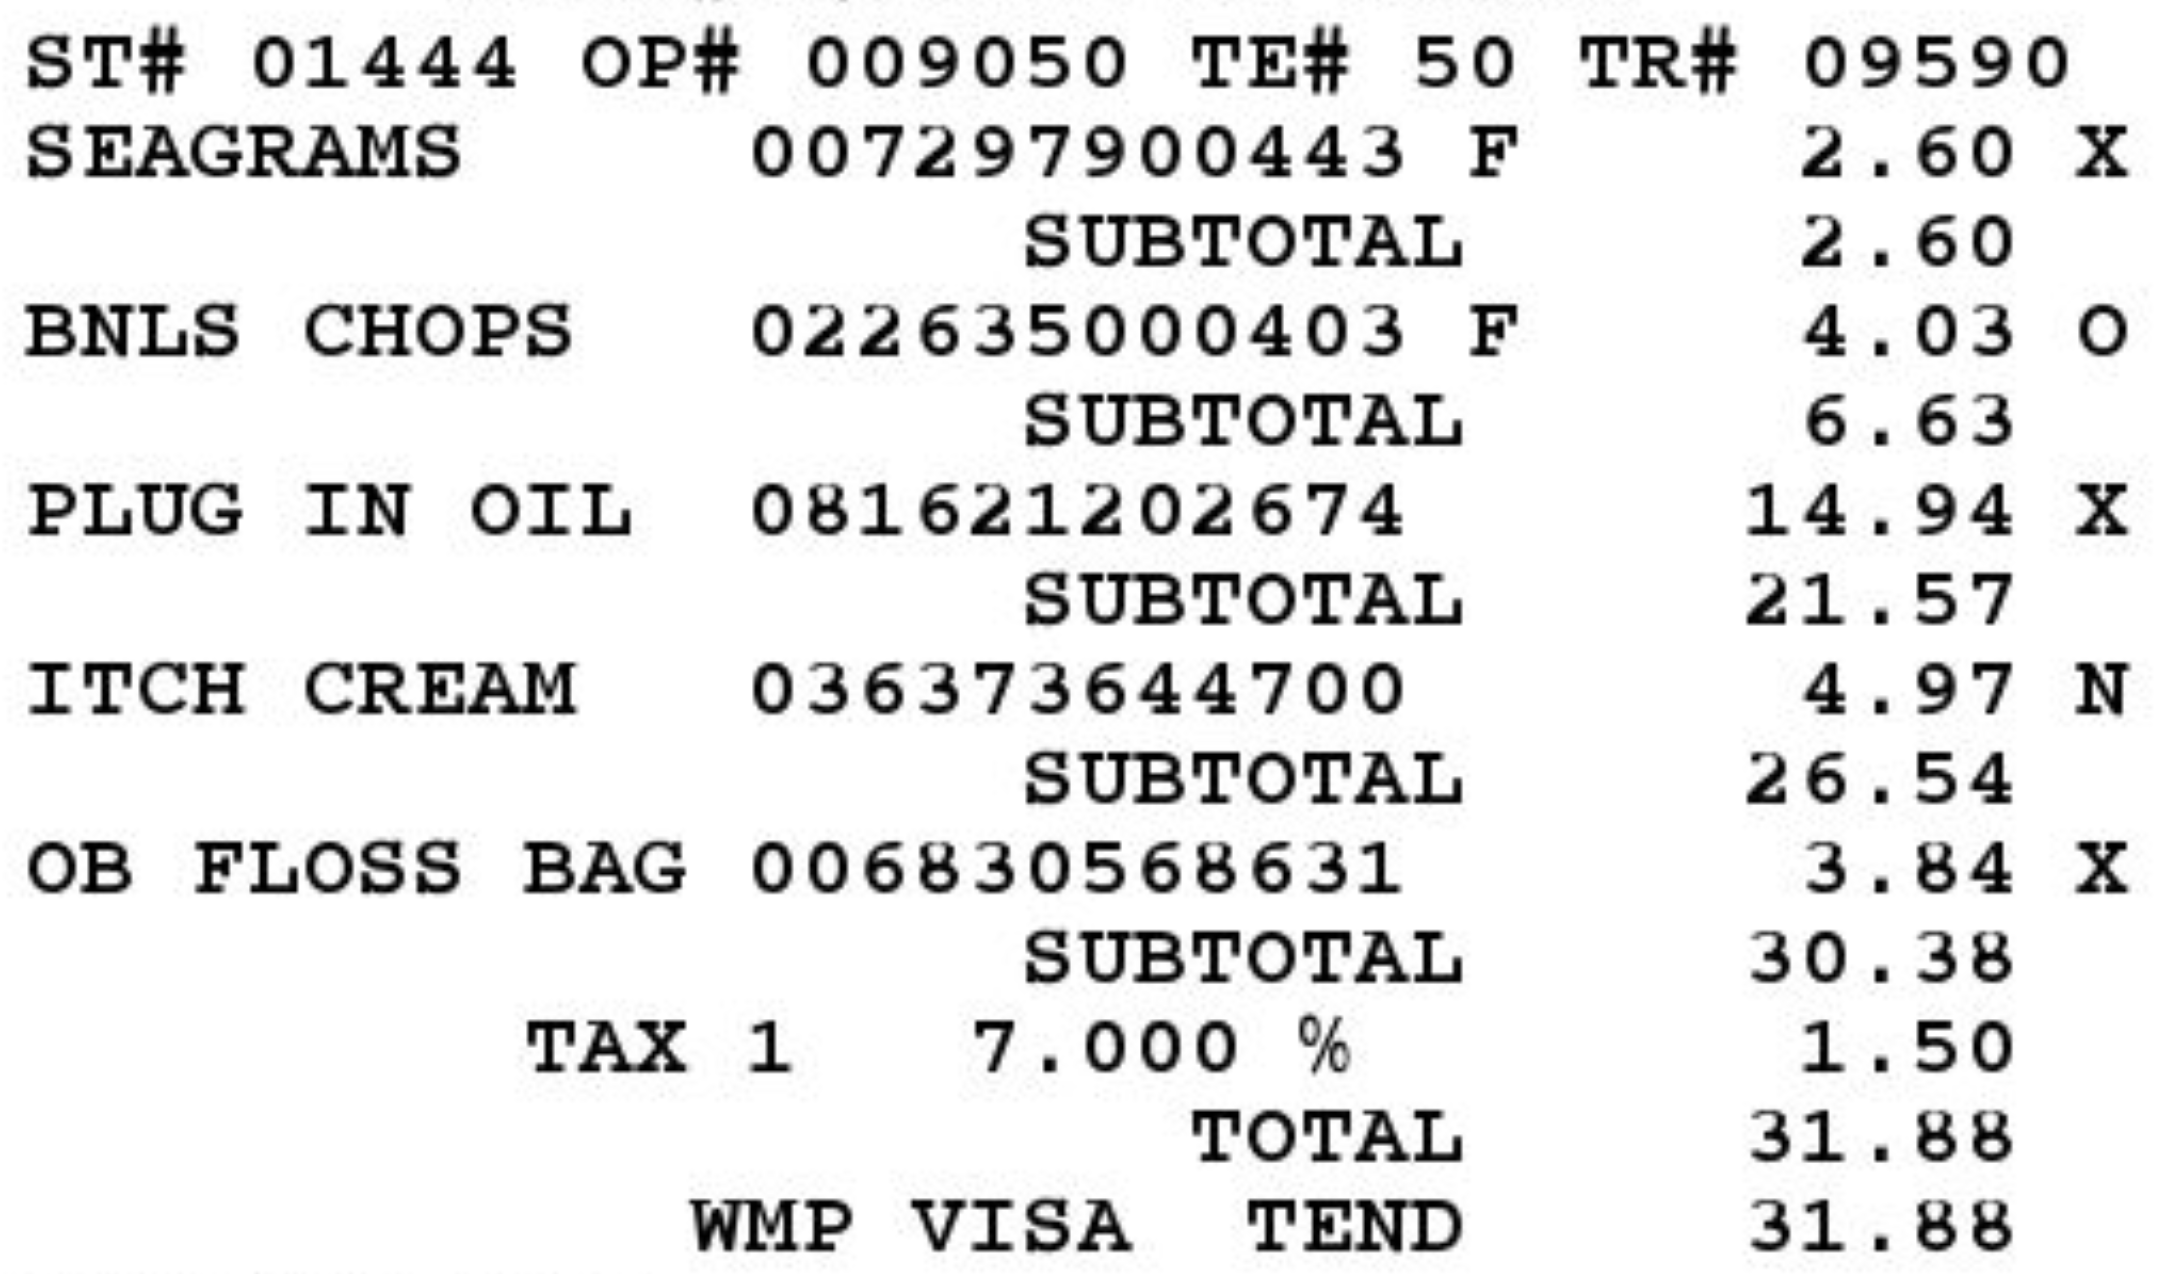 ST# 01444 OP# 009050 TE# 50 TR# 09590
SEAGRAMS 007297900443 F 2.60 X
SUBTOTAL 2.60
BNLS CHOPS 022635000403 F 4.03 O
SUBTOTAL 6.63
PLUG IN OIL 081621202674 14.94 X
SUBTOTAL 21.57
ITCH CREAM 036373644700 4.97 N
SUBTOTAL 26.54
OB FLOSS BAG 006830568631 3.84 X
SUBTOTAL 30.38
TAX 1 7.000 % 1.50
TOTAL 31.88
WMP VISA TEND 31.88